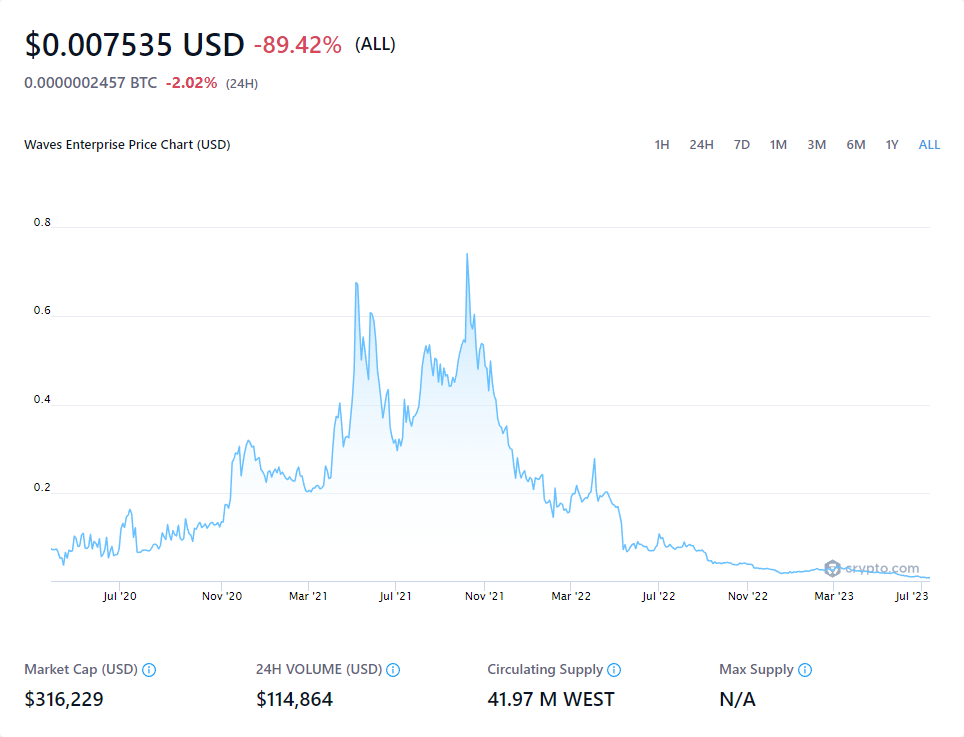 $0.007535 USD -89.42% (ALL)
0.0000002457 BTC -2.02% (24H)
Waves Enterprise Price Chart (USD) 1H 24H 7D 1M 3M 6M 1Y ALL
0.8
0.6
0.4
0.2
crypto.com
Jul '20 Nov '20 Mar '21 Jul '21 Nov '21 Mar '22 Jul '22 Nov '22 Mar '23 Jul '23
Market Cap (USD) 24H VOLUME (USD) Circulating Supply Max Supply
$316,229 $114,864 41.97 M WEST N/A